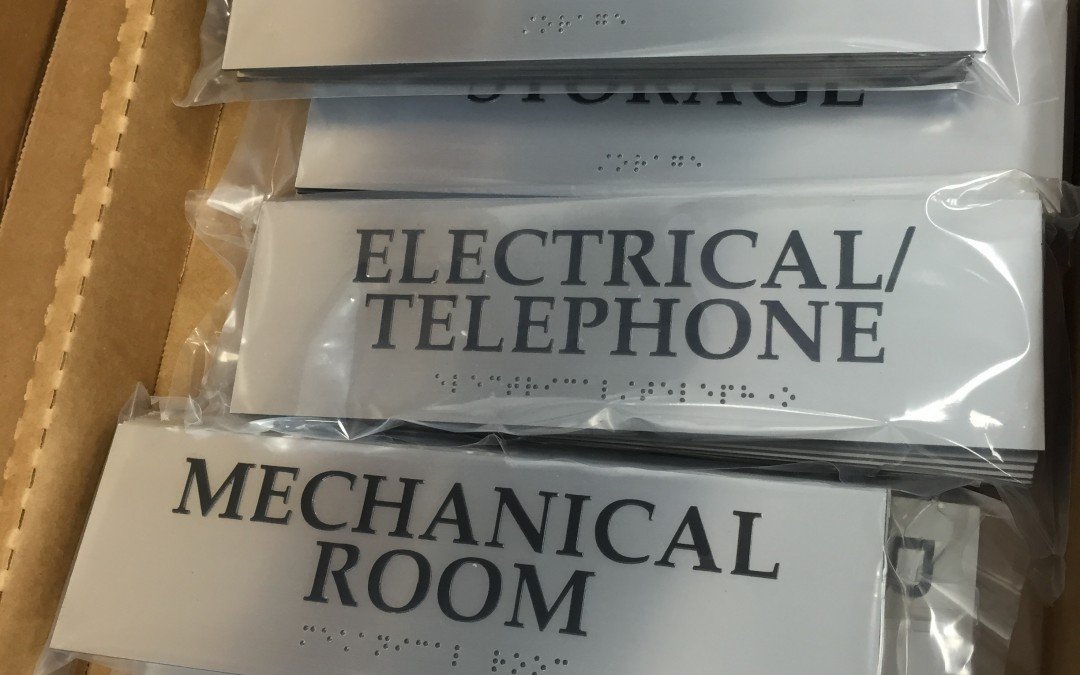 STORAGE
ELECTRICAL/
TELEPHONE
MECHANICAL
ROOM